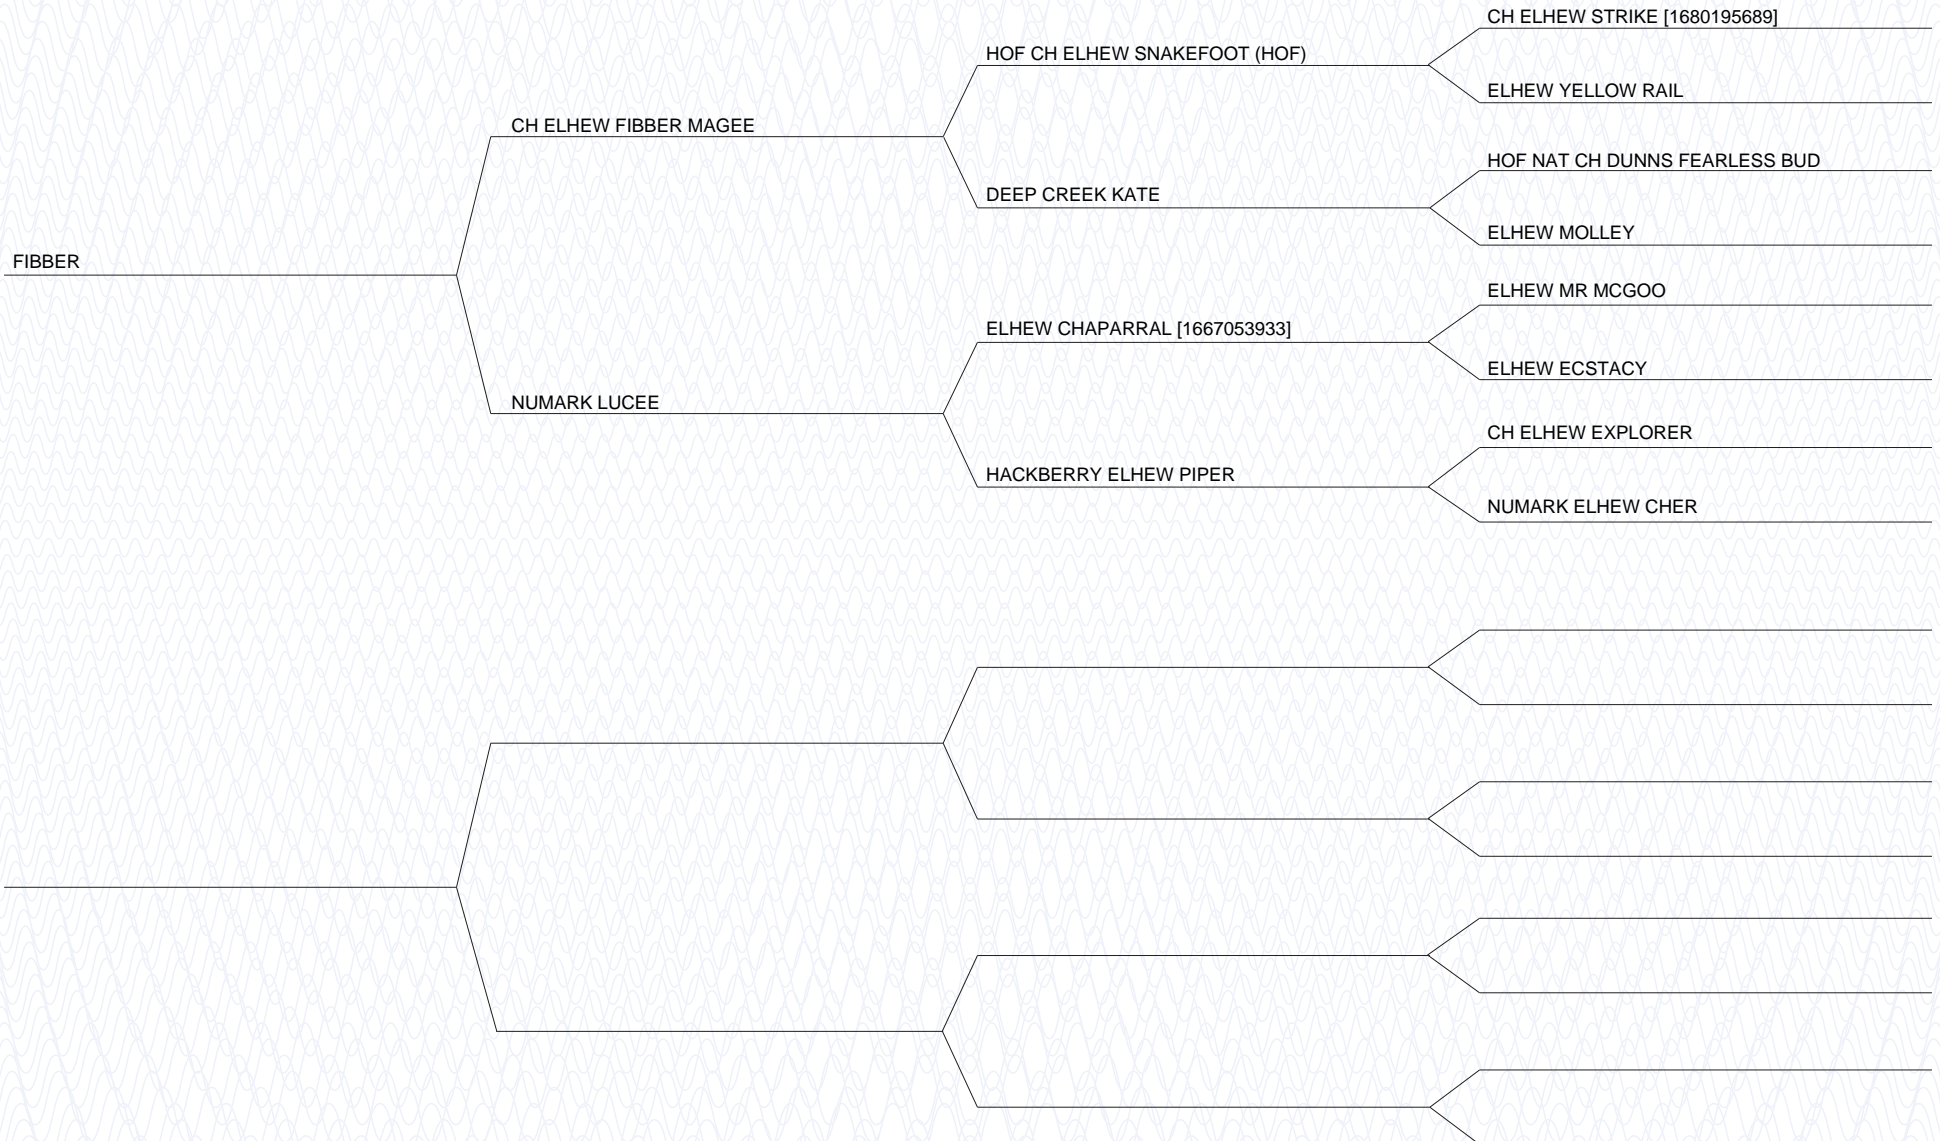 CH ELHEW STRIKE [1680195689]
HOF CH ELHEW SNAKEFOOT (HOF)
ELHEW YELLOW RAIL
CH ELHEW FIBBER MAGEE
HOF NAT CH DUNNS FEARLESS BUD
DEEP CREEK KATE
ELHEW MOLLEY
FIBBER
ELHEW MR MCGOO
ELHEW CHAPARRAL [1667053933]
ELHEW ECSTACY
NUMARK LUCEE
CH ELHEW EXPLORER
HACKBERRY ELHEW PIPER
NUMARK ELHEW CHER